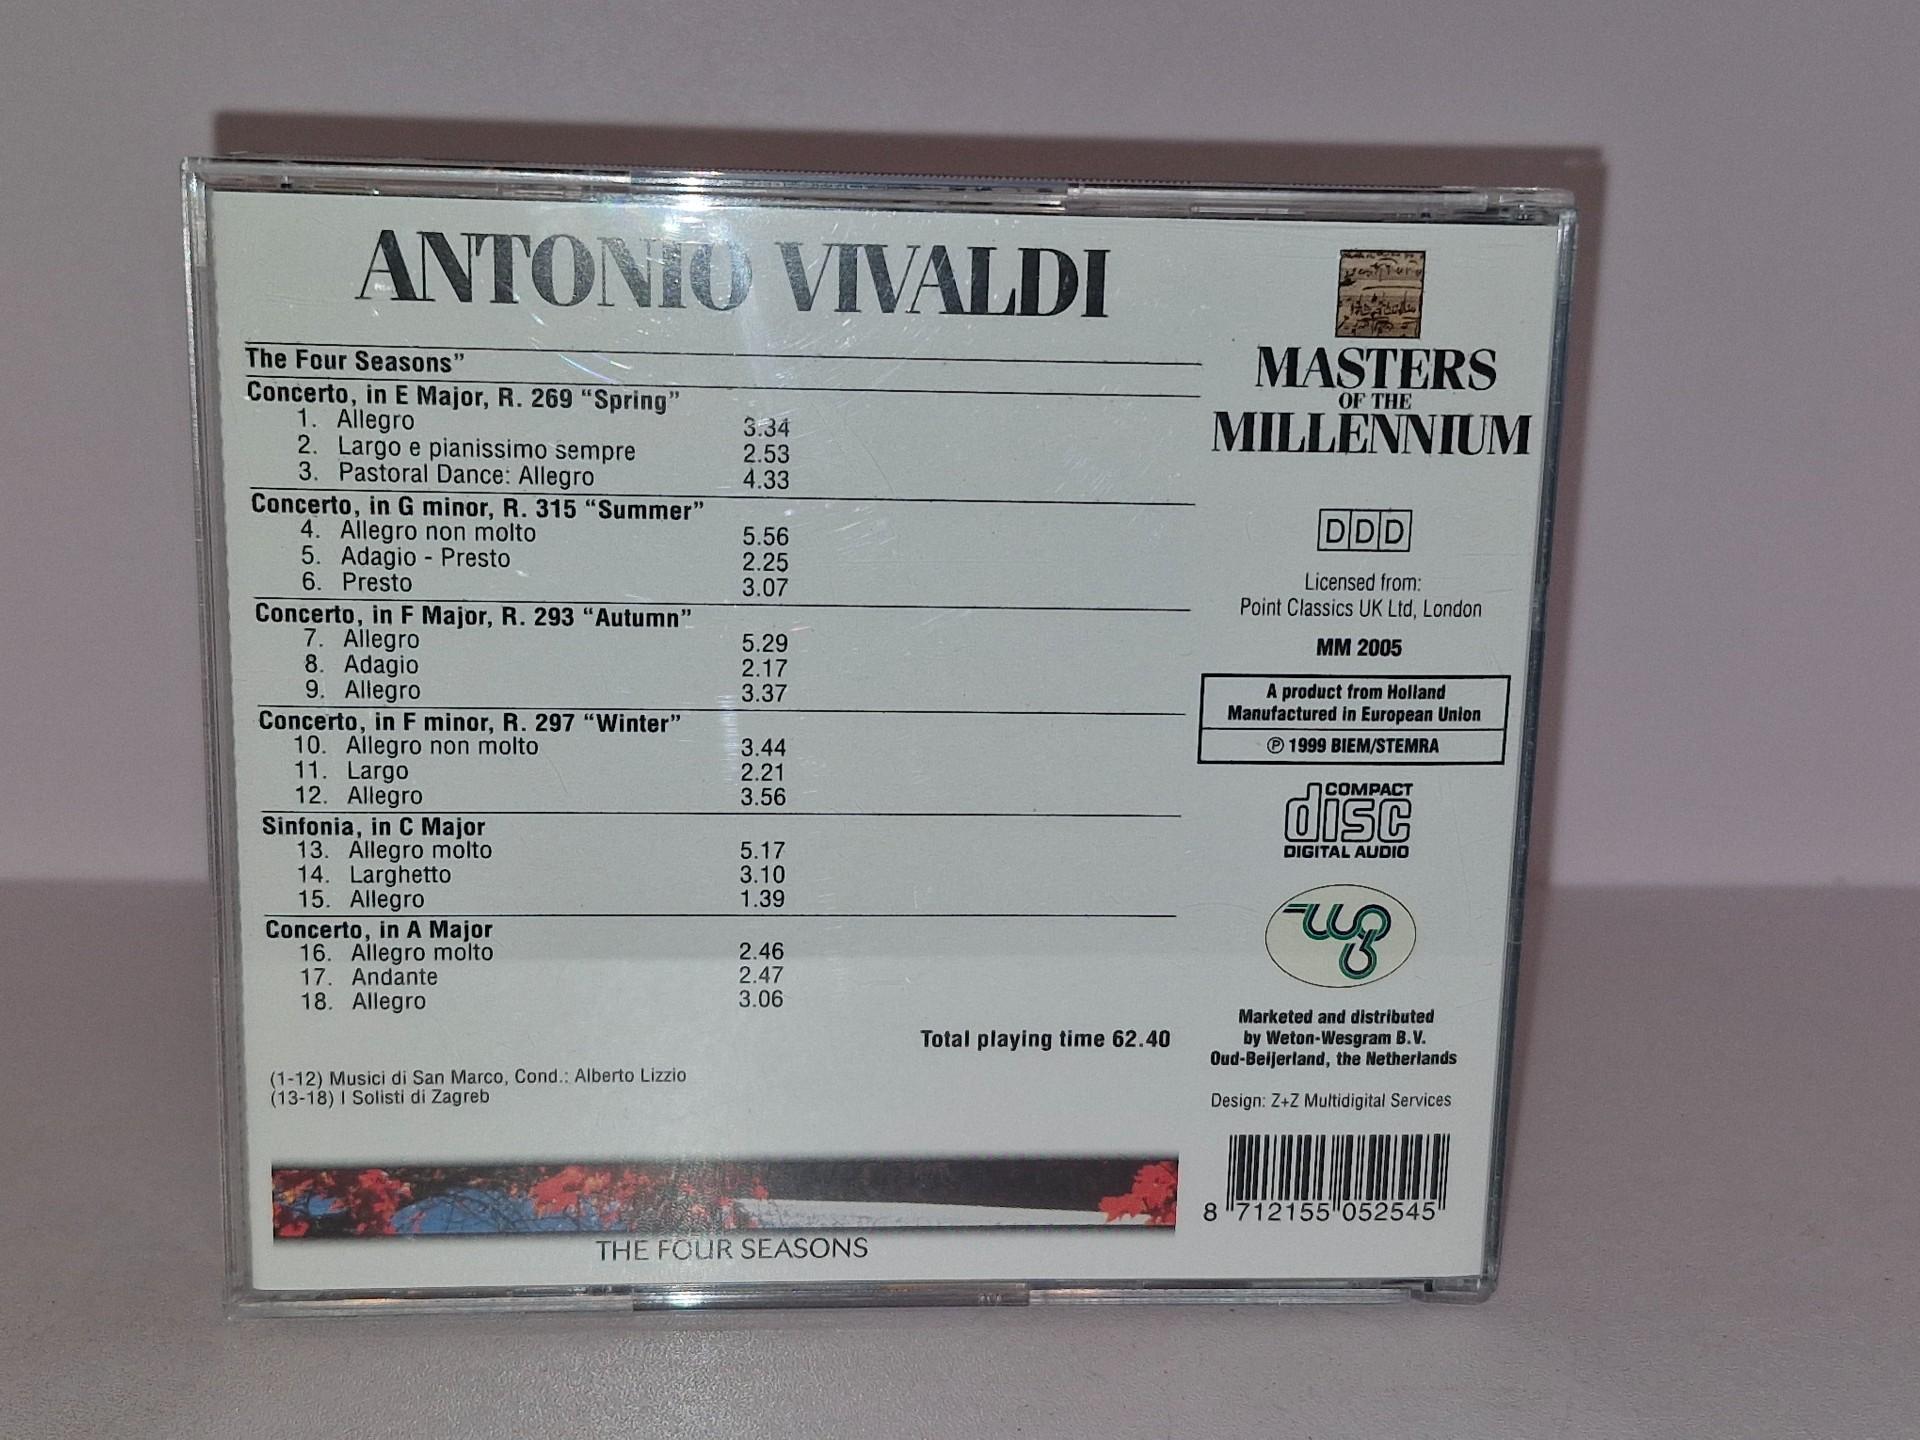 ANTONIO VIVALDI
The Four Seasons”
Concerto, in E Major, R. 269 “Spring”
1. Allegro 3.34
2. Largo e pianissimo sempre 2.53
3. Pastoral Dance: Allegro 4.33
Concerto, in G minor, R. 315 “Summer”
4. Allegro non molto 5.56
5. Adagio - Presto 2.25
6. Presto 3.07
Concerto, in F Major, R. 293 “Autumn”
7. Allegro 5.29
8. Adagio 2.17
9. Allegro 3.37
Concerto, in F minor, R. 297 “Winter”
10. Allegro non molto 3.44
11. Largo 2.21
12. Allegro 3.56
Sinfonia, in C Major
13. Allegro molto 5.17
14. Larghetto 3.10
15. Allegro 1.39
Concerto, in A Major
16. Allegro molto 2.46
17. Andante 2.47
18. Allegro 3.06
Total playing time 62.40
(1-12) Musici di San Marco, Cond.: Alberto Lizzio
(13-18) I Solisti di Zagreb
THE FOUR SEASONS
MASTERS
OF THE
MILLENNIUM
DDD
Licensed from:
Point Classics UK Ltd, London
MM 2005
A product from Holland
Manufactured in European Union
℗ 1999 BIEM/STEMRA
COMPACT
disc
DIGITAL AUDIO
Marketed and distributed
by Weton-Wesgram B.V.
Oud-Beijerland, the Netherlands
Design: Z+Z Multidigital Services
8 712155 052545